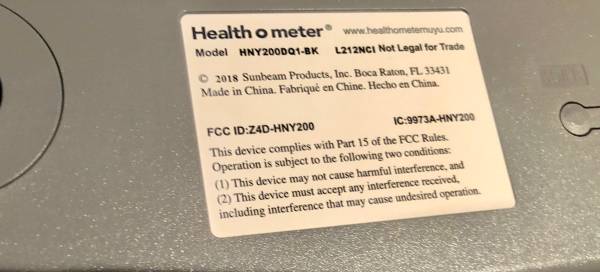 Health o meter® www.healthometermuyu.com
Model HNY200DQ1-BK L212NCI Not Legal for Trade
© 2018 Sunbeam Products, Inc. Boca Raton, FL 33431
Made in China. Fabriqué en Chine. Hecho en China.
FCC ID:Z4D-HNY200 IC:9973A-HNY200
This device complies with Part 15 of the FCC Rules.
Operation is subject to the following two conditions:
(1) This device may not cause harmful interference, and
(2) This device must accept any interference received,
including interference that may cause undesired operation.